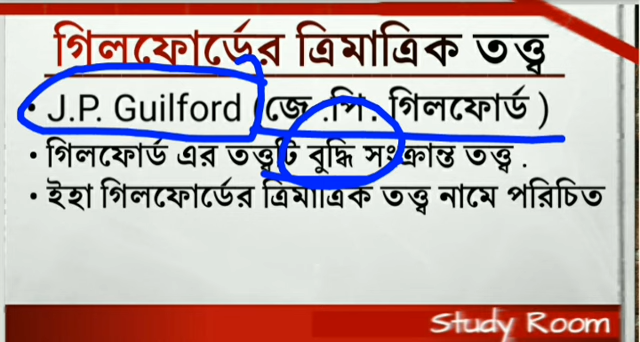 গিলফোর্ডের ত্রিমাত্রিক তত্ত্ব
• J.P. Guilford (জে .পি. গিলফোর্ড )
• গিলফোর্ড এর তত্ত্বটি বুদ্ধি সংক্রান্ত তত্ত্ব .
• ইহা গিলফোর্ডের ত্রিমাত্রিক তত্ত্ব নামে পরিচিত
Study Room